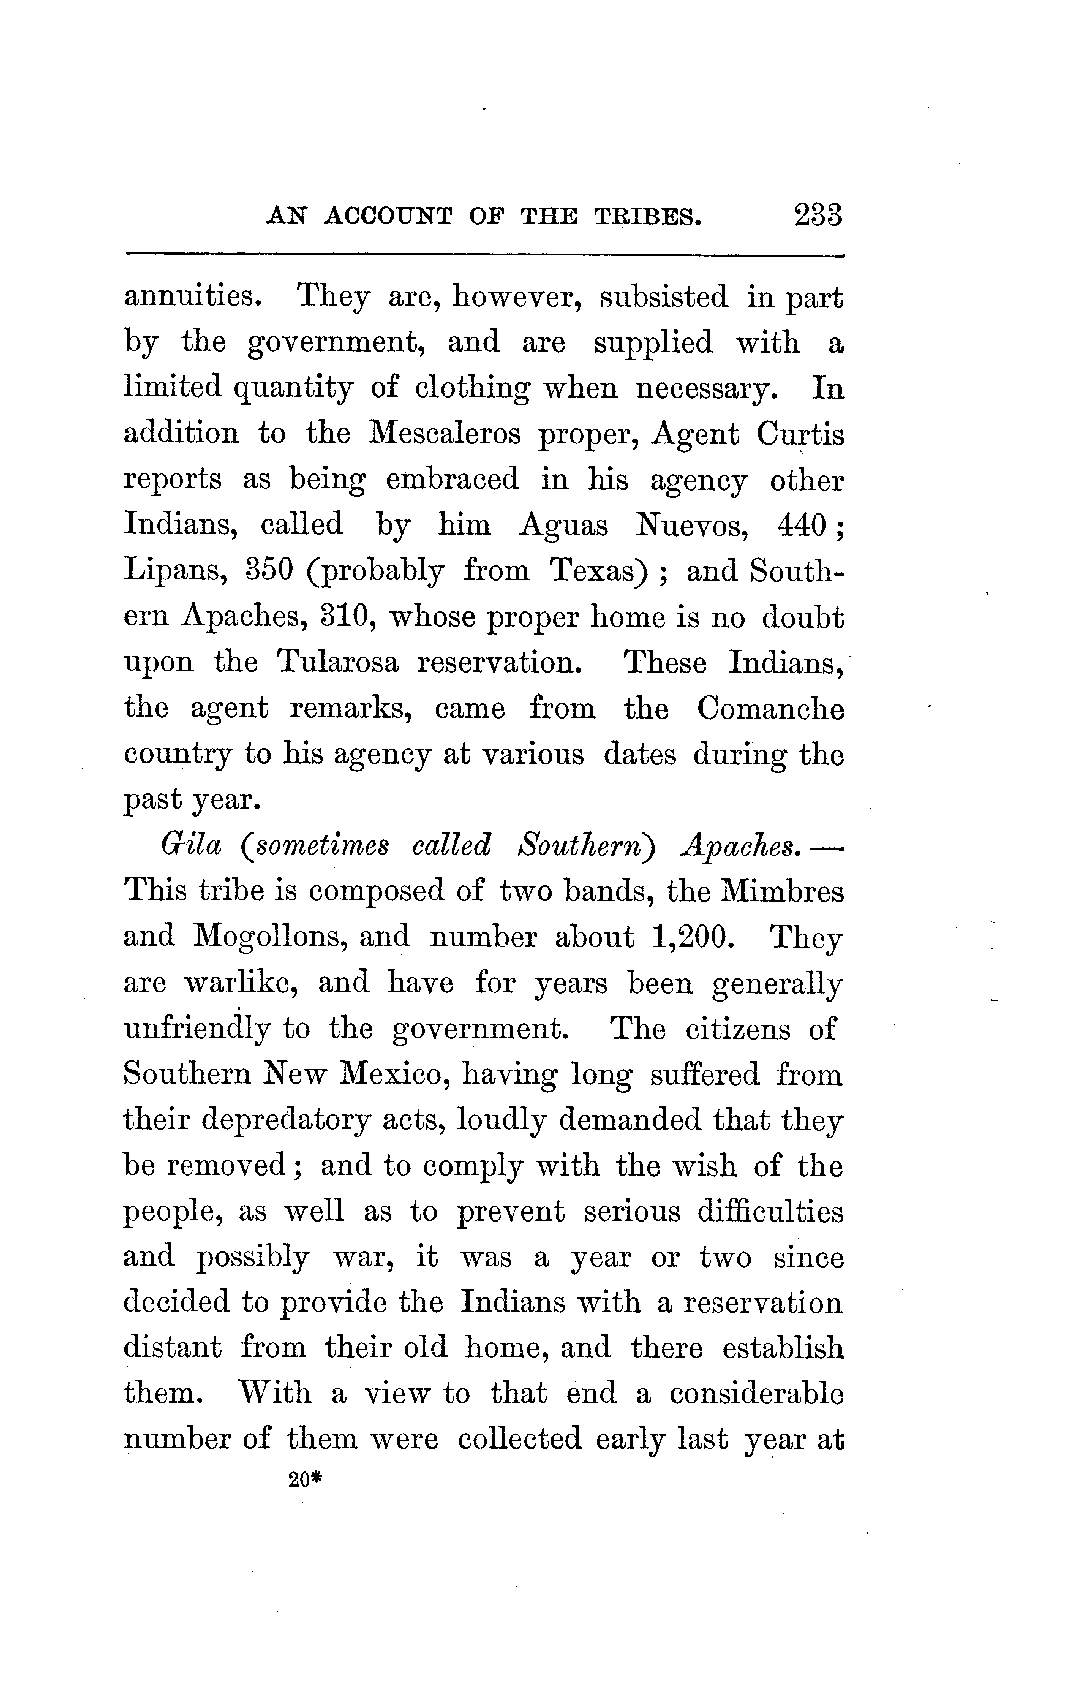 AN ACCOUNT OF THE TRIBES. 233
annuities. They are, however, subsisted in part
by the government, and are supplied with a
limited quantity of clothing when necessary. In
addition to the Mescaleros proper, Agent Curtis
reports as being embraced in his agency other
Indians, called by him Aguas Nuevos, 440;
Lipans, 350 (probably from Texas); and South-
ern Apaches, 310, whose proper home is no doubt
upon the Tularosa reservation. These Indians,
the agent remarks, came from the Comanche
country to his agency at various dates during the
past year.
Gila (sometimes called Southern) Apaches. —
This tribe is composed of two bands, the Mimbres
and Mogollons, and number about 1,200. They
are warlike, and have for years been generally
unfriendly to the government. The citizens of
Southern New Mexico, having long suffered from
their depredatory acts, loudly demanded that they
be removed; and to comply with the wish of the
people, as well as to prevent serious difficulties
and possibly war, it was a year or two since
decided to provide the Indians with a reservation
distant from their old home, and there establish
them. With a view to that end a considerable
number of them were collected early last year at
20*